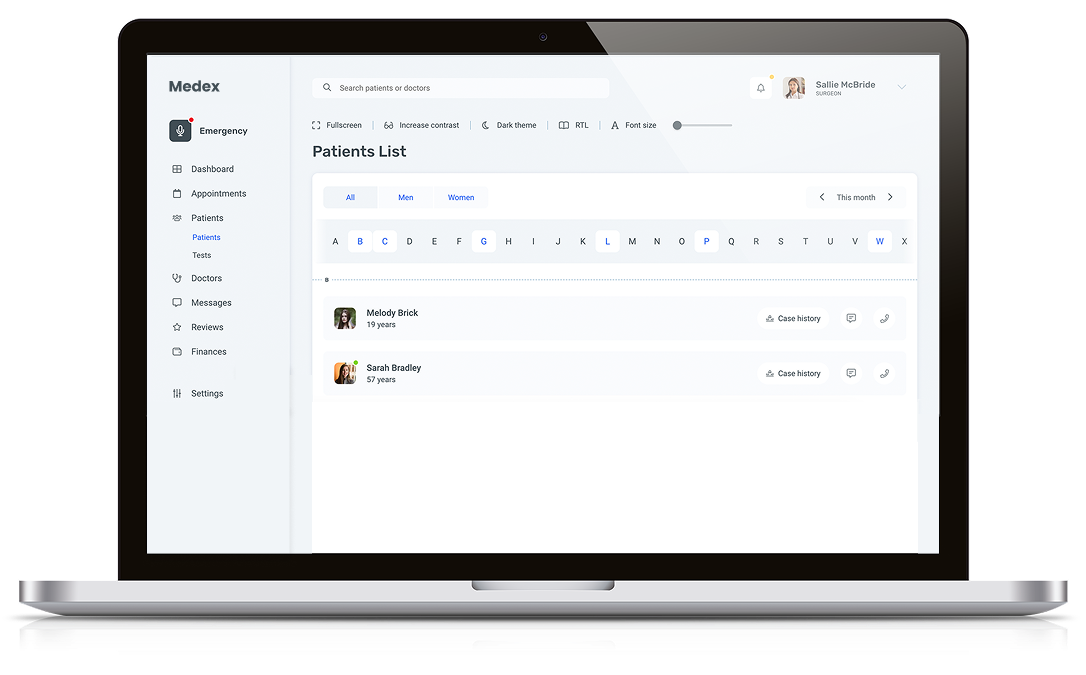 Medex
Search patients or doctors
Sallie McBride
SURGEON
Emergency
Fullscreen
Increase contrast
Dark theme
RTL
A Font size
Patients List
Dashboard
Appointments
Patients
Patients
Tests
Doctors
Messages
Reviews
Finances
Settings
All Men Women
This month
A B C D E F G H I J K L M N O P Q R S T U V W X
B
Melody Brick
19 years
Case history
Sarah Bradley
57 years
Case history